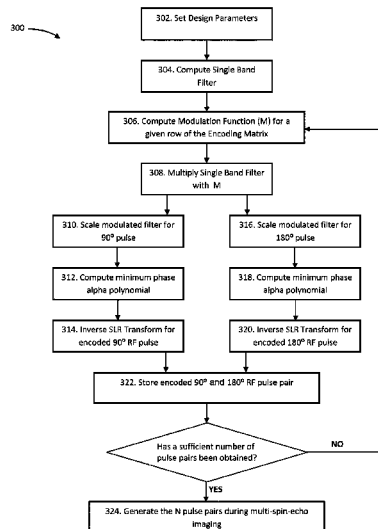 300
302. Set Design Parameters
304. Compute Single Band
Filter
306. Compute Modulation Function (M) for a
given row of the Encoding Matrix
308. Multiply Single Band Filter
with M
310. Scale modulated filter for
90° pulse
316. Scale modulated filter for
180° pulse
312. Compute minimum phase
alpha polynomial
318. Compute minimum phase
alpha polynomial
314. Inverse SLR Transform for
encoded 90° RF pulse
320. Inverse SLR Transform for
encoded 180° RF pulse
322. Store encoded 90° and 180° RF pulse pair
Has a sufficient number of
pulse pairs been obtained?
NO
YES
324. Generate the N pulse pairs during multi-spin-echo
imaging